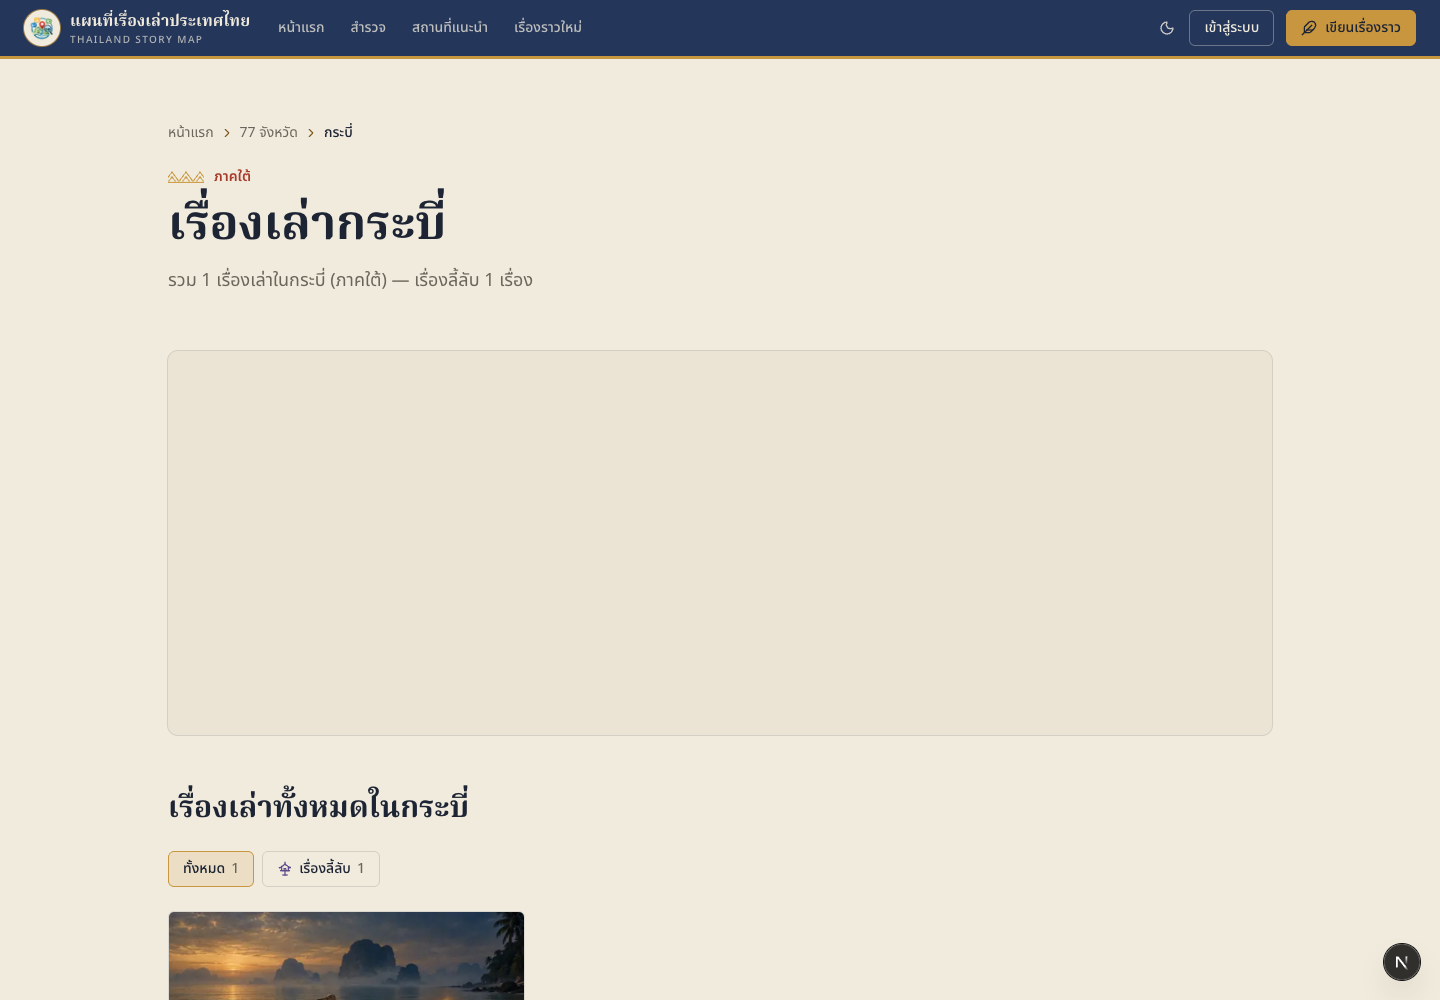 แผนที่เรื่องเล่าประเทศไทย
THAILAND STORY MAP
หน้าแรก
สำรวจ
สถานที่แนะนำ
เรื่องราวใหม่
เข้าสู่ระบบ
เขียนเรื่องราว
หน้าแรก > 77 จังหวัด > กระบี่
ภาคใต้
เรื่องเล่ากระบี่
รวม 1 เรื่องเล่าในกระบี่ (ภาคใต้) — เรื่องลี้ลับ 1 เรื่อง
เรื่องเล่าทั้งหมดในกระบี่
ทั้งหมด 1
เรื่องลี้ลับ 1
N